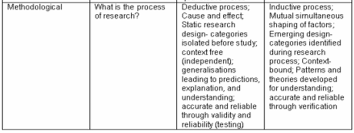 Methodological
What is the process
of research?
Deductive process;
Cause and effect;
Static research
design- categories
isolated before study;
context free
(independent);
generalisations
leading to predictions,
explanation, and
understanding;
accurate and reliable
through validity and
reliability (testing)
Inductive process;
Mutual simultaneous
shaping of factors;
Emerging design-
categories identified
during research
process; Context-
bound; Patterns and
theories developed
for understanding;
accurate and reliable
through verification